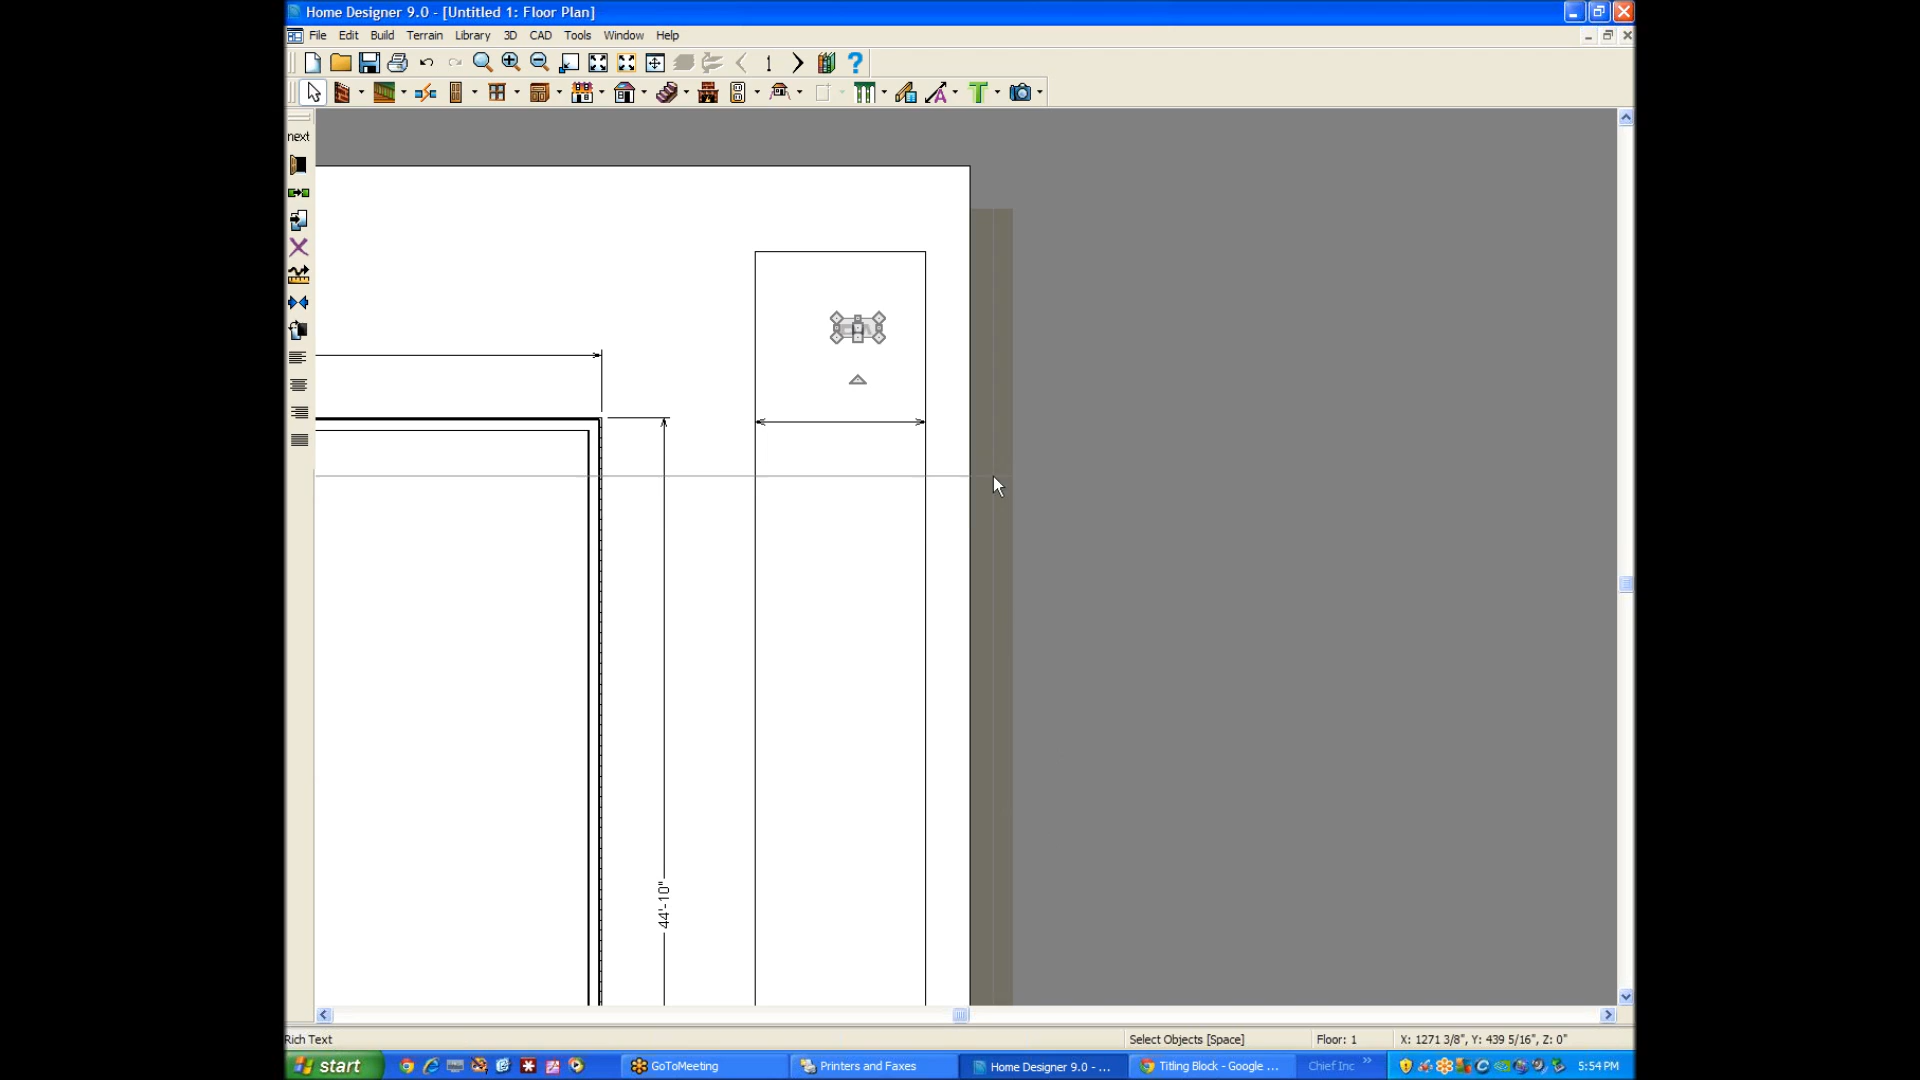 Home Designer 9.0 - [Untitled 1: Floor Plan]
File Edit Build Terrain Library 3D CAD Tools Window Help
1
next
44'-10"
Rich Text
Select Objects [Space]
Floor: 1
X: 1271 3/8", Y: 439 5/16", Z: 0"
start
GoToMeeting
Printers and Faxes
Home Designer 9.0 - ...
Titling Block - Google ...
Chief Inc
5:54 PM